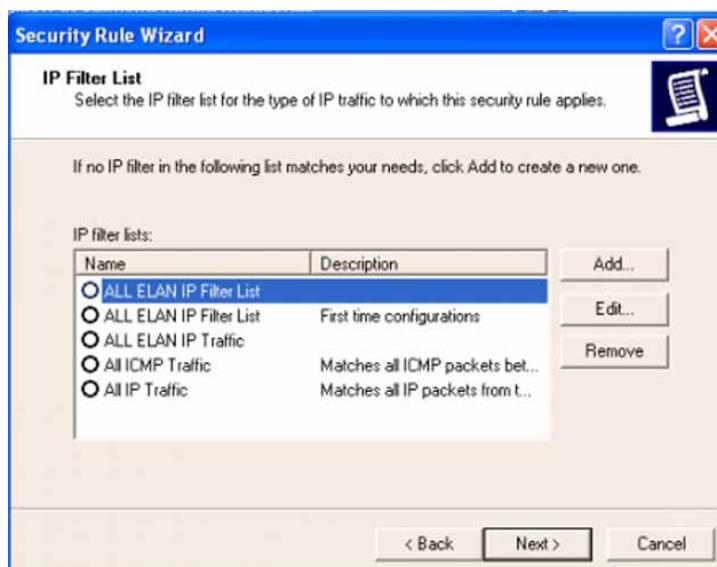 Security Rule Wizard
IP Filter List
Select the IP filter list for the type of IP traffic to which this security rule applies.
If no IP filter in the following list matches your needs, click Add to create a new one.
IP filter lists:
Name Description
ALL ELAN IP Filter List
ALL ELAN IP Filter List First time configurations
ALL ELAN IP Traffic
All ICMP Traffic Matches all ICMP packets bet...
All IP Traffic Matches all IP packets from t...
Add...
Edit...
Remove
< Back Next > Cancel